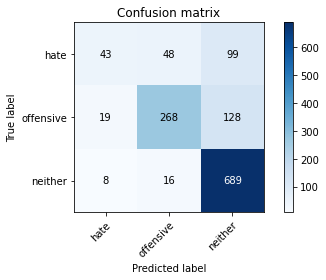 Confusion matrix
True label
hate 43 48 99
offensive 19 268 128
neither 8 16 689
hate offensive neither
Predicted label
600
500
400
300
200
100